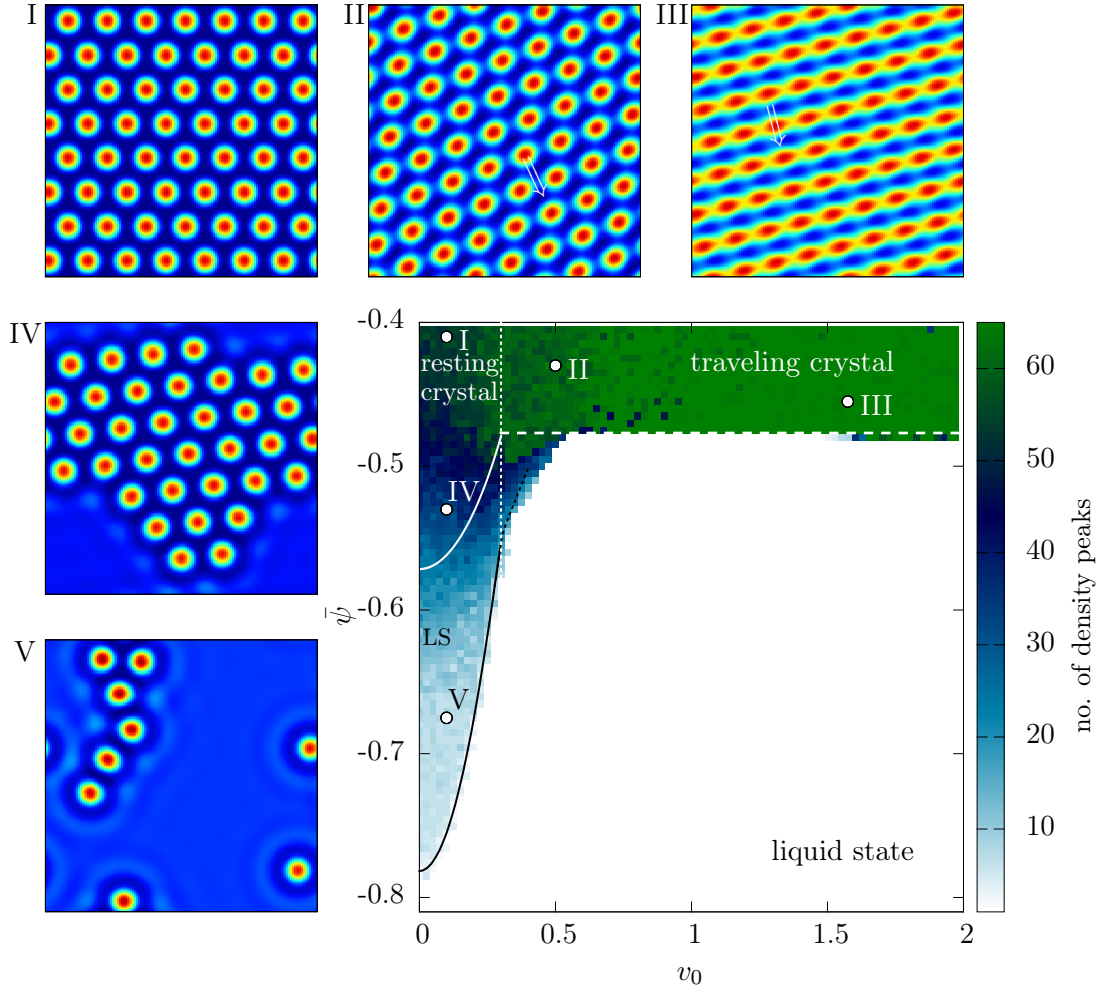 I
II
III
IV
V
-0.4
-0.5
-0.6
-0.7
-0.8
ψ̄
I
resting
crystal
II
traveling crystal
III
IV
LS
V
liquid state
0
0.5
1
1.5
2
v₀
60
50
40
30
20
10
no. of density peaks